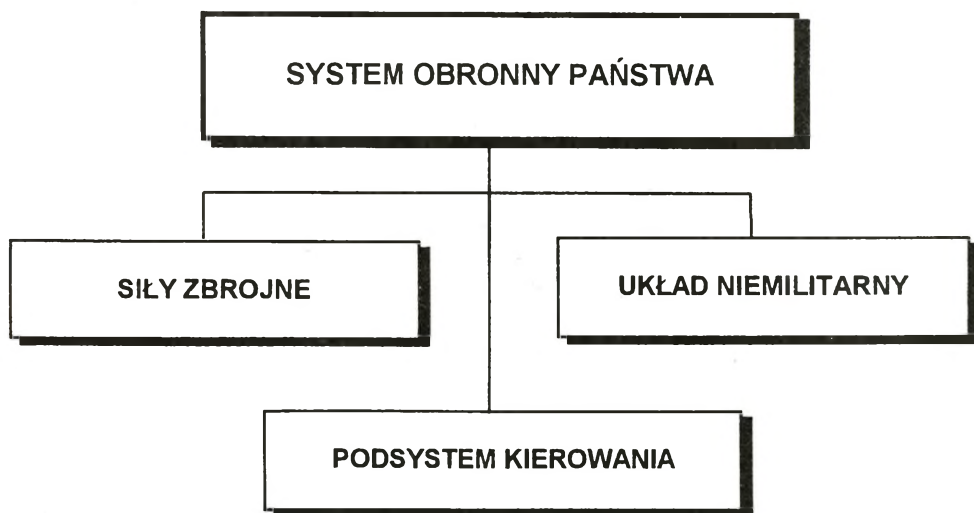 SYSTEM OBRONNY PAŃSTWA
SIŁY ZBROJNE
UKŁAD NIEMILITARNY
PODSYSTEM KIEROWANIA